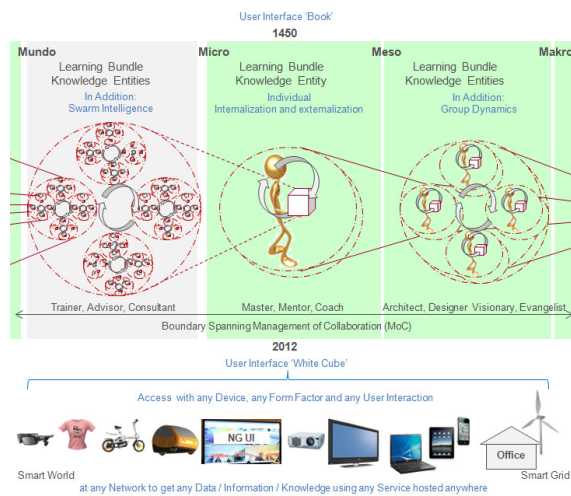 User Interface 'Book'
1450
Mundo
Micro
Meso
Makro
Learning Bundle
Knowledge Entities
In Addition:
Swarm Intelligence
Learning Bundle
Knowledge Entity
Individual
Internalization and externalization
Learning Bundle
Knowledge Entities
In Addition:
Group Dynamics
Trainer, Advisor, Consultant
Master, Mentor, Coach
Architect, Designer Visionary, Evangelist
Boundary Spanning Management of Collaboration (MoC)
2012
User Interface 'White Cube'
Access with any Device, any Form Factor and any User Interaction
NG UI
Office
Smart World
Smart Grid
at any Network to get any Data / Information / Knowledge using any Service hosted anywhere